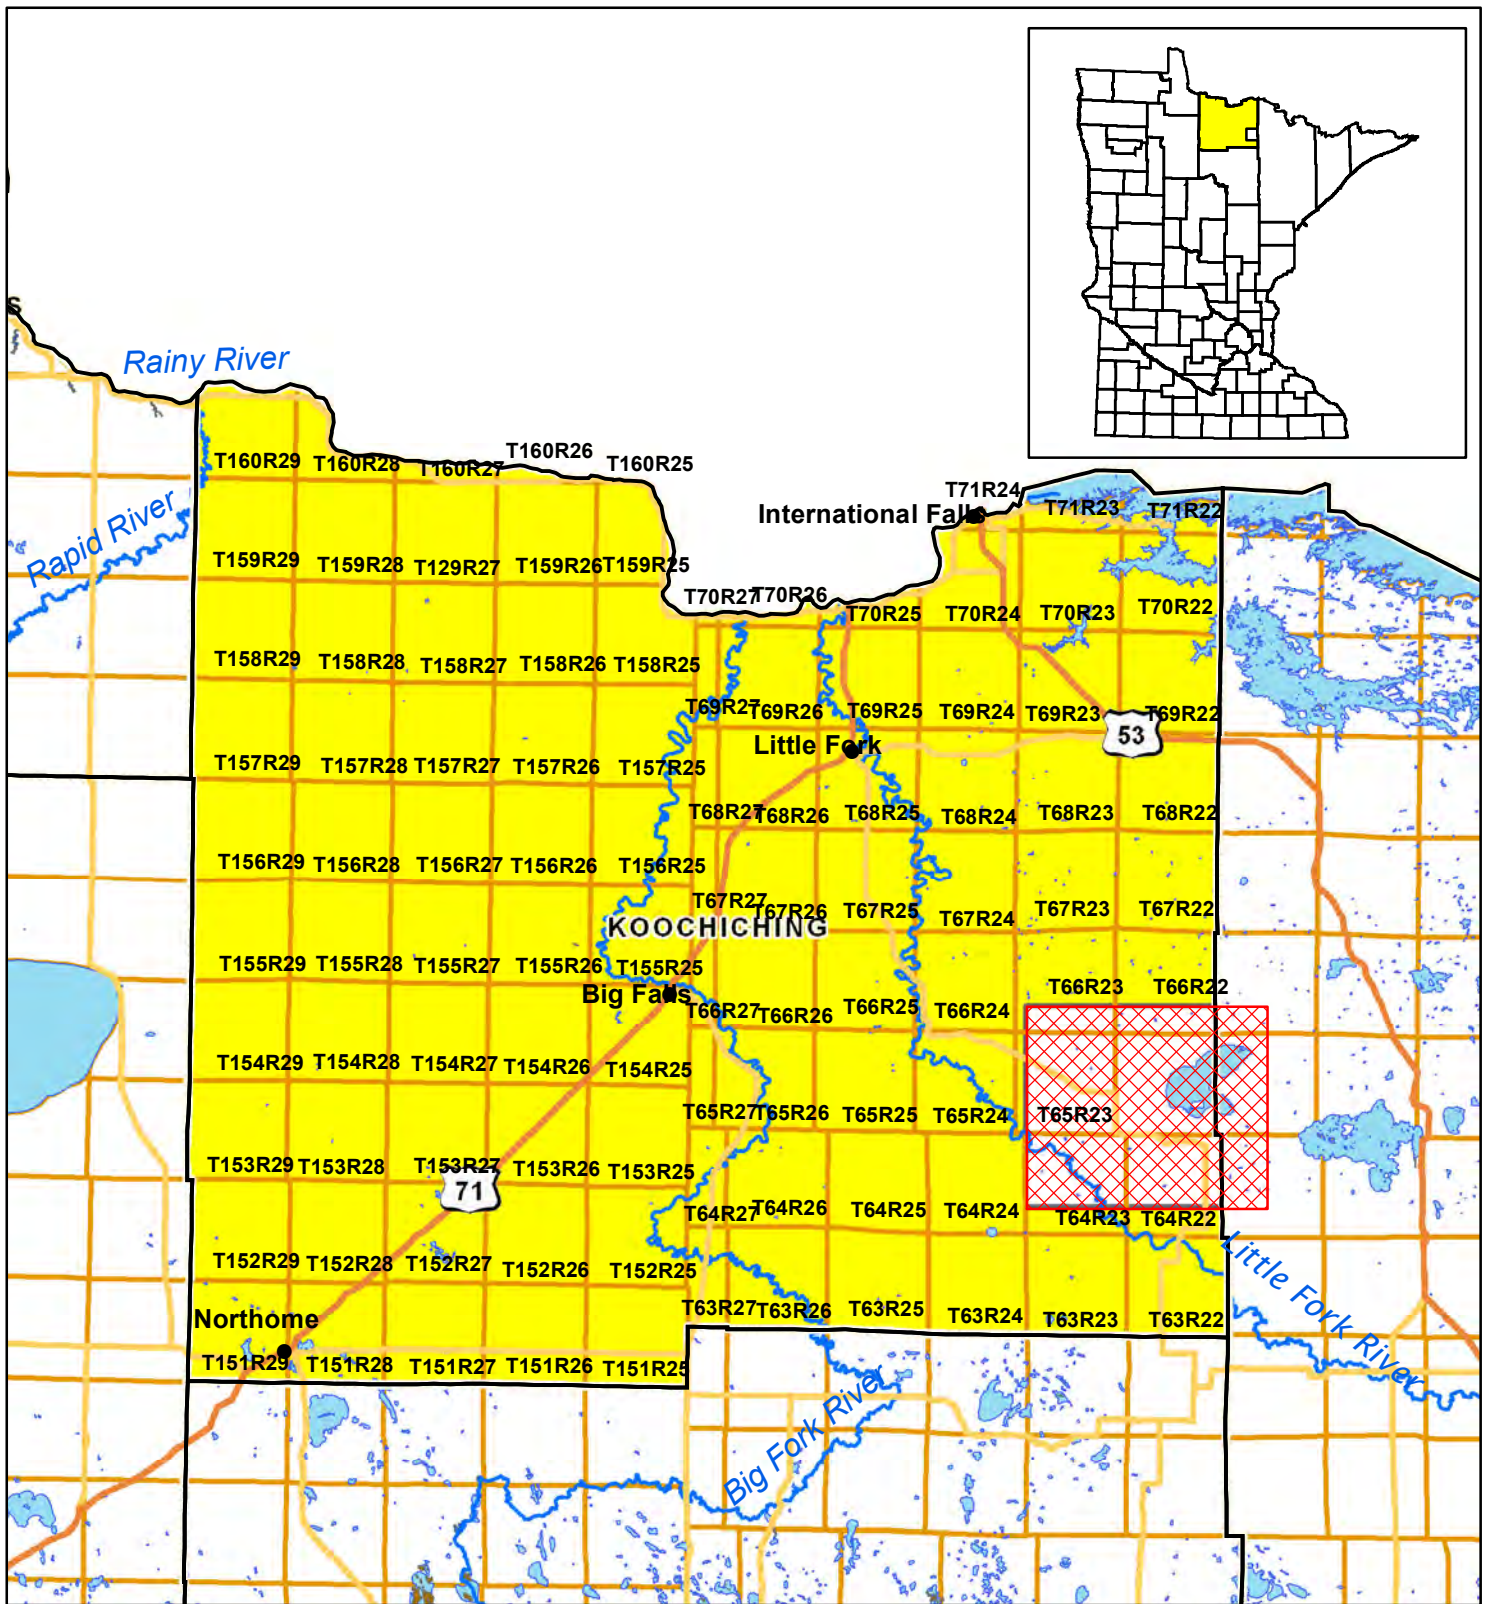 s
Rainy River
T160R26
T160R29
T160R28
T160R27
T160R25
T71R24
T71R23
T71R22
International Falls
Rapid River
T159R29
T159R28
T129R27
T159R26
T159R25
T70R27
T70R26
T70R25
T70R24
T70R23
T70R22
T158R29
T158R28
T158R27
T158R26
T158R25
T69R27
T69R26
T69R25
T69R24
T69R23
T69R22
53
Little Fork
T157R29
T157R28
T157R27
T157R26
T157R25
T68R27
T68R26
T68R25
T68R24
T68R23
T68R22
T156R29
T156R28
T156R27
T156R26
T156R25
T67R27
T67R26
T67R25
T67R24
T67R23
T67R22
KOOCHICHING
T155R29
T155R28
T155R27
T155R26
T155R25
Big Falls
T66R27
T66R26
T66R25
T66R24
T66R23
T66R22
T154R29
T154R28
T154R27
T154R26
T154R25
T65R27
T65R26
T65R25
T65R24
T65R23
T153R29
T153R28
T153R27
T153R26
T153R25
71
T64R27
T64R26
T64R25
T64R24
T64R23
T64R22
T152R29
T152R28
T152R27
T152R26
T152R25
Little Fork River
Northome
T63R27
T63R26
T63R25
T63R24
T63R23
T63R22
T151R29
T151R28
T151R27
T151R26
T151R25
Big Fork River